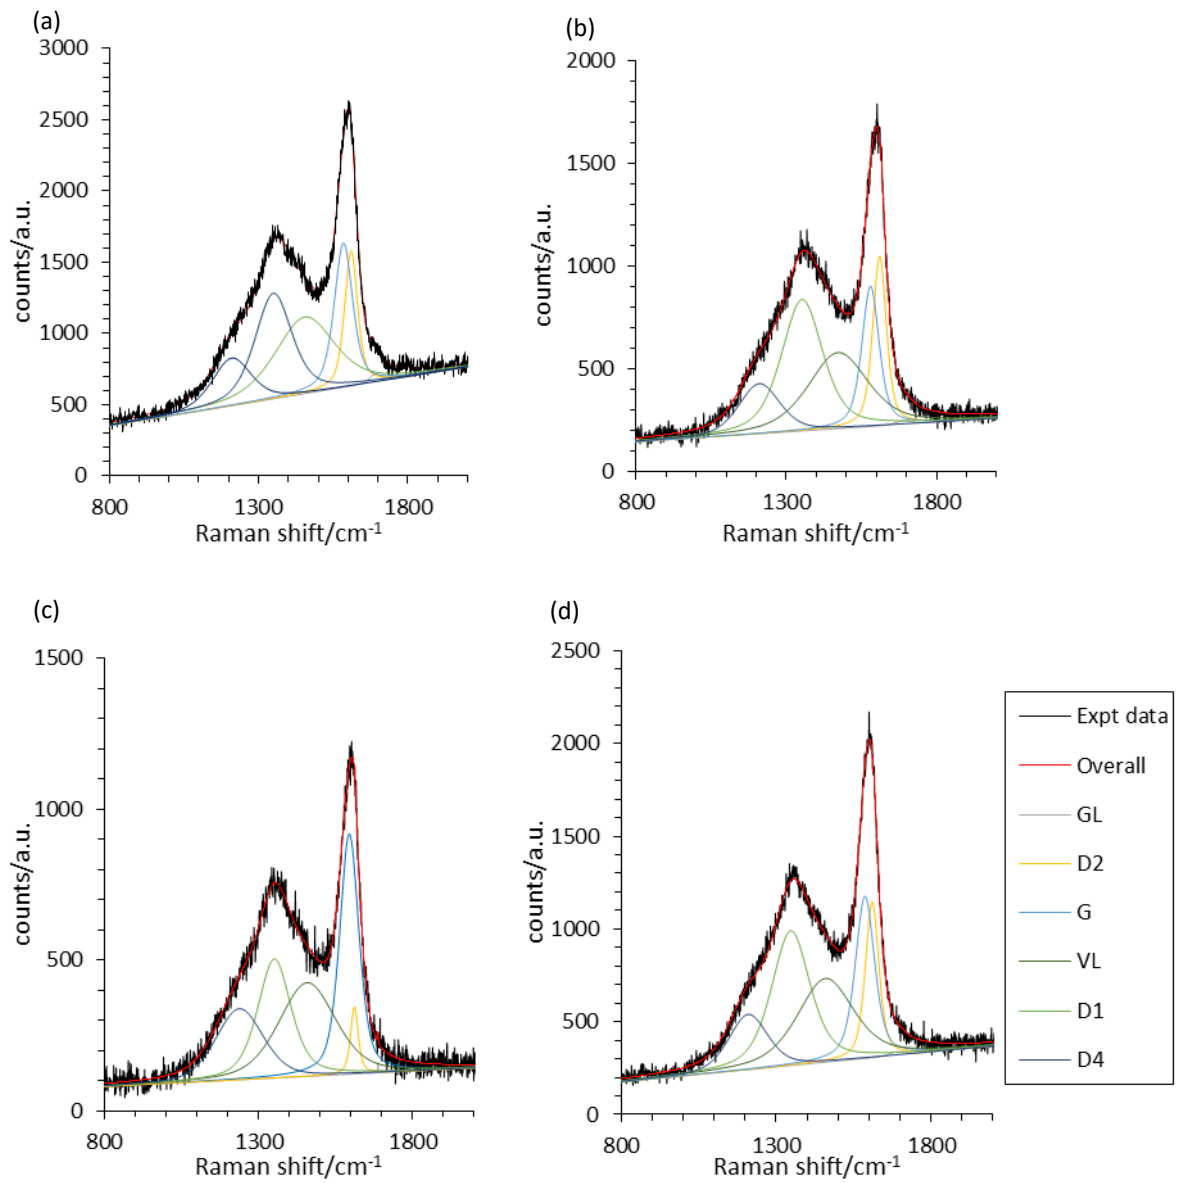 (a)
3000
2500
2000
1500
1000
500
0
counts/a.u.
800
1300
1800
Raman shift/cm⁻¹
(b)
2000
1500
1000
500
0
counts/a.u.
800
1300
1800
Raman shift/cm⁻¹
(c)
1500
1000
500
0
counts/a.u.
800
1300
1800
Raman shift/cm⁻¹
(d)
2500
2000
1500
1000
500
0
counts/a.u.
800
1300
1800
Raman shift/cm⁻¹
Expt data
Overall
GL
D2
G
VL
D1
D4